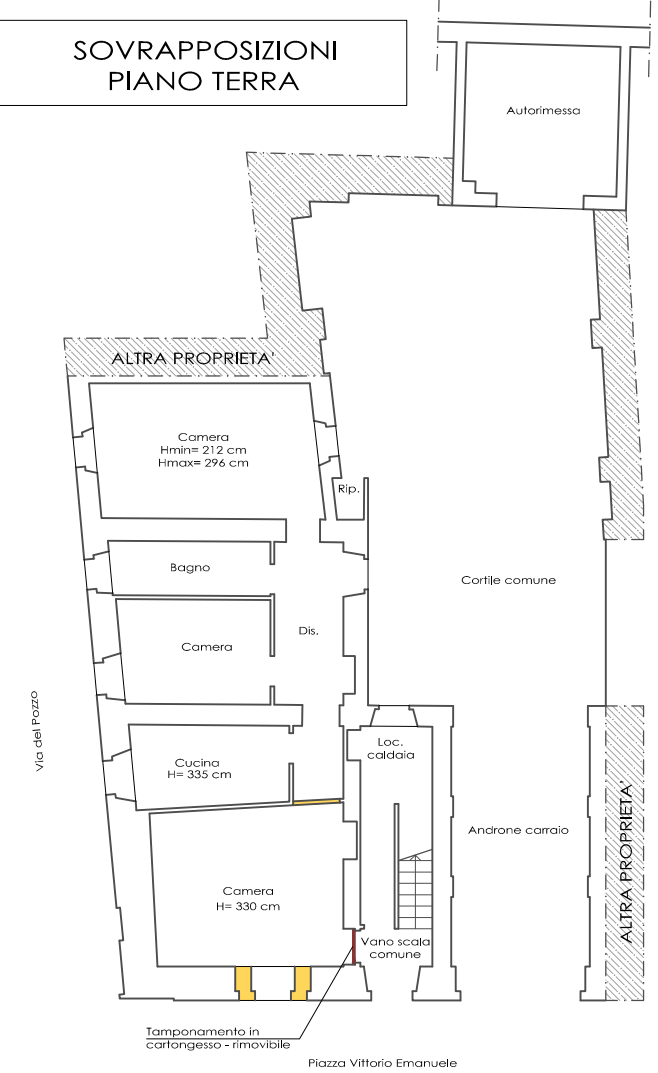 SOVRAPPOSIZIONI
PIANO TERRA
Autorimessa
ALTRA PROPRIETA'
Camera
Hmin= 212 cm
Hmax= 296 cm
Rip.
Bagno
Cortile comune
Dis.
Camera
Via del Pozzo
Loc.
caldaia
Cucina
H= 335 cm
Androne carraio
ALTRA PROPRIETA'
Camera
H= 330 cm
Vano scala
comune
Tamponamento in
cartongesso - rimovibile
Piazza Vittorio Emanuele